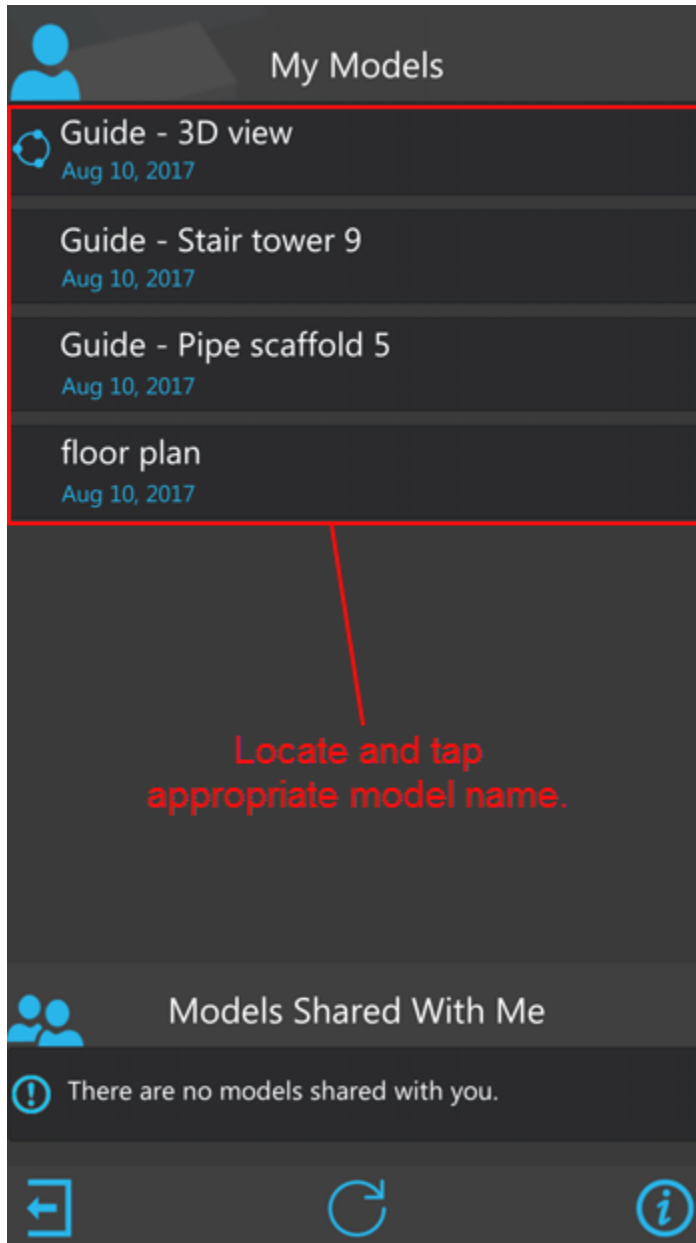 My Models
Guide - 3D view
Aug 10, 2017
Guide - Stair tower 9
Aug 10, 2017
Guide - Pipe scaffold 5
Aug 10, 2017
floor plan
Aug 10, 2017
Locate and tap
appropriate model name.
Models Shared With Me
There are no models shared with you.